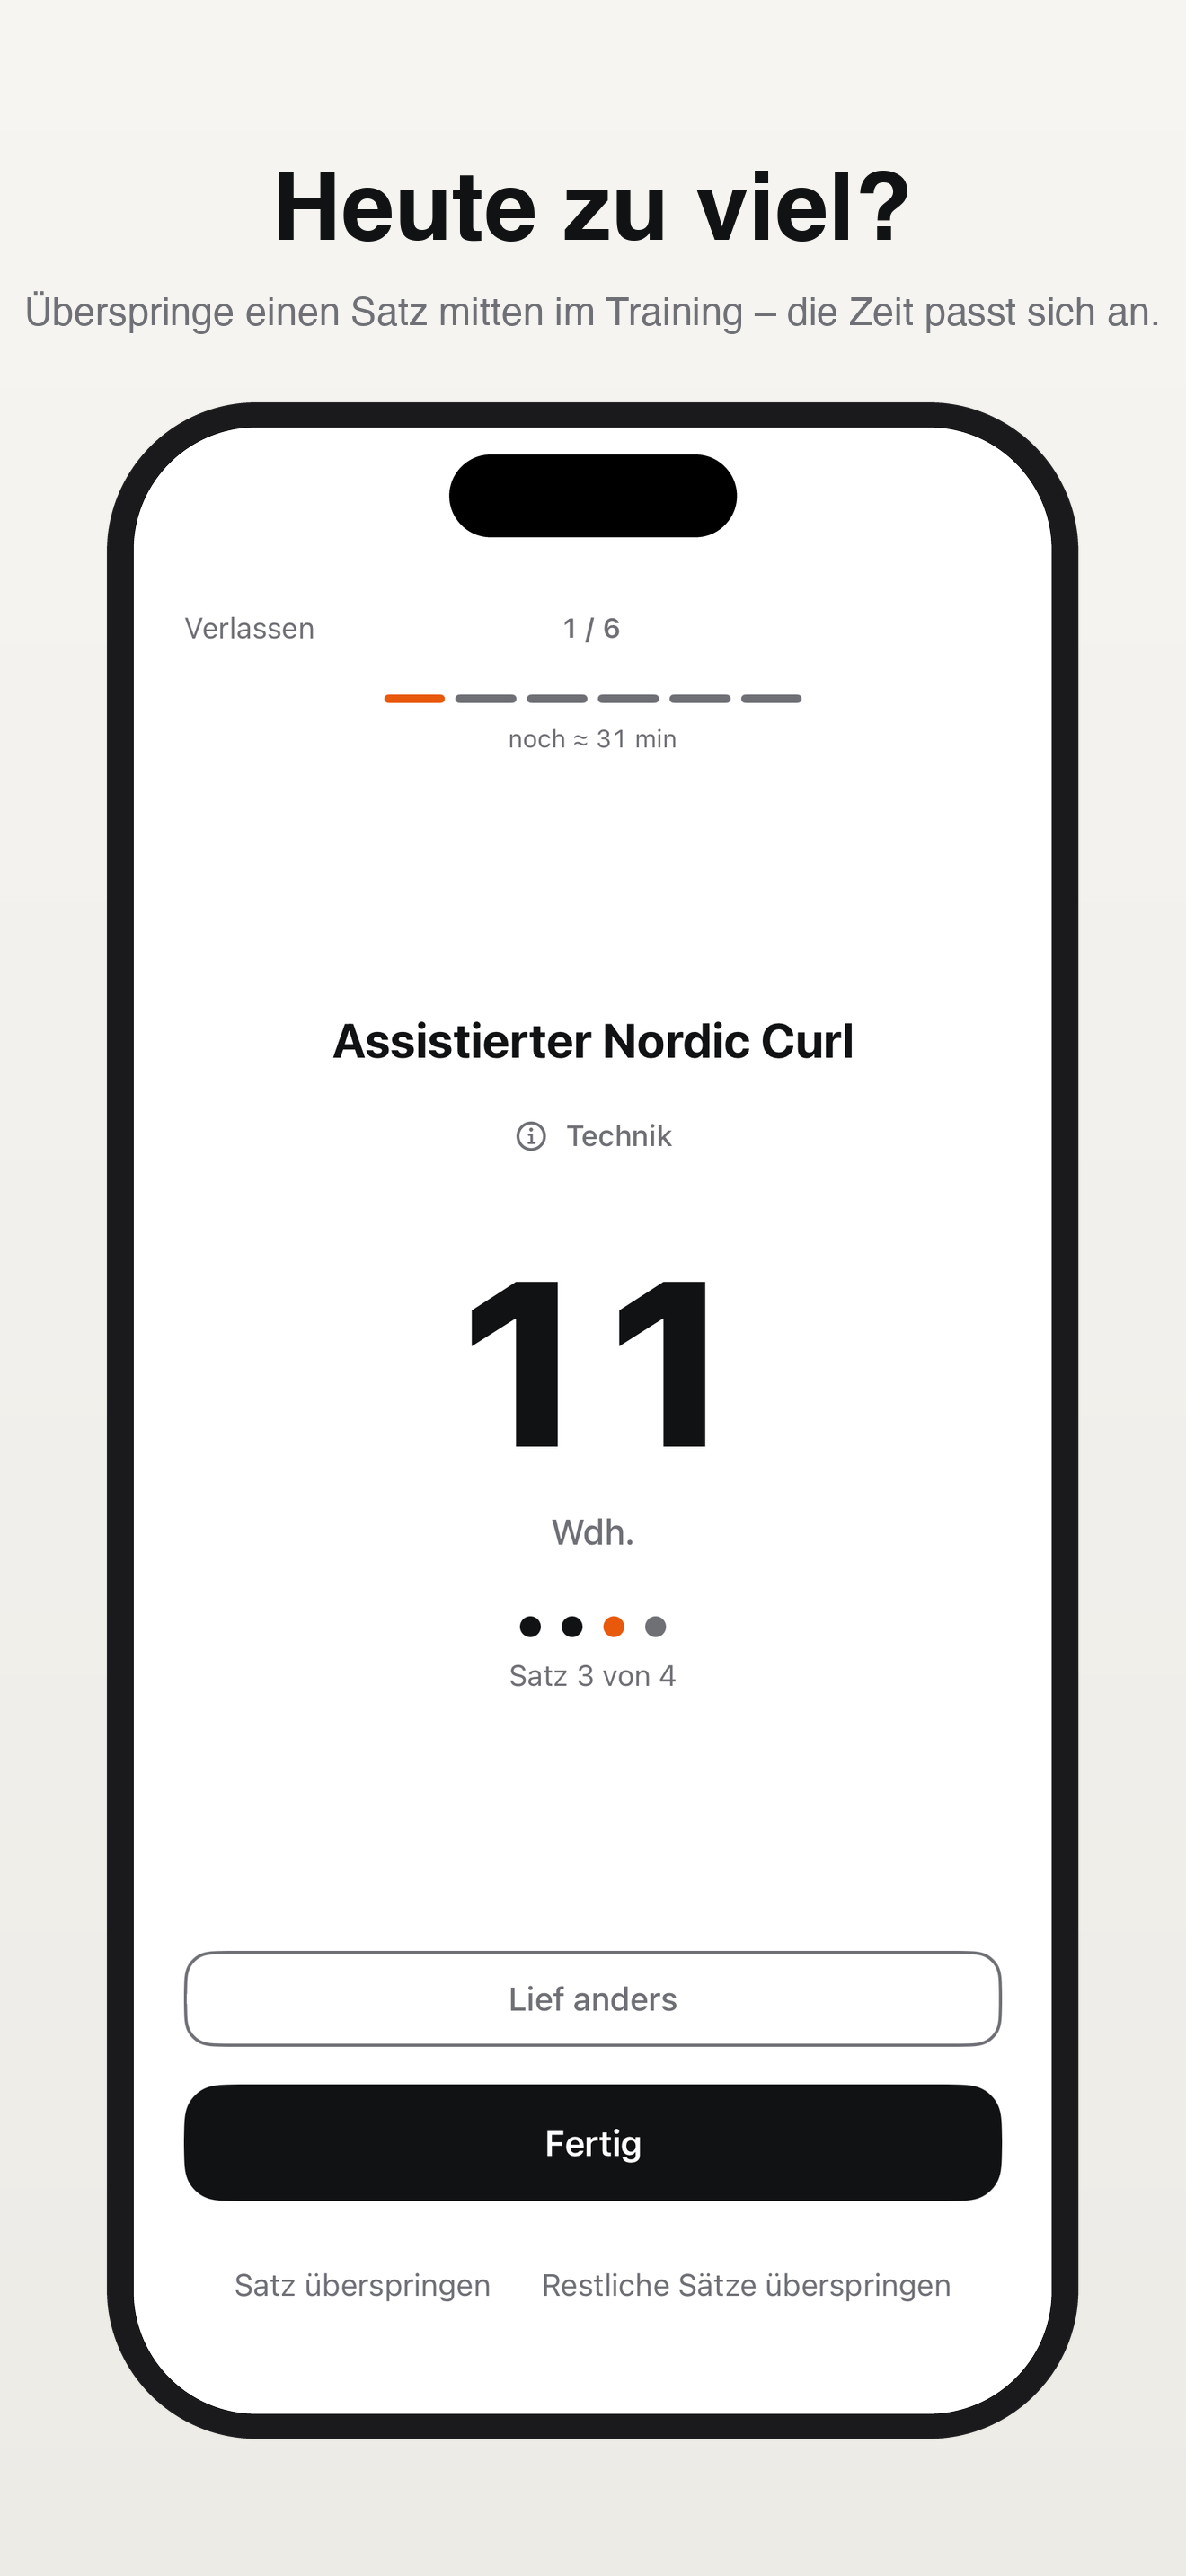 Heute zu viel?
Überspringe einen Satz mitten im Training – die Zeit passt sich an.
Verlassen
1 / 6
noch ≈ 31 min
Assistierter Nordic Curl
Technik
11
Wdh.
Satz 3 von 4
Lief anders
Fertig
Satz überspringen
Restliche Sätze überspringen